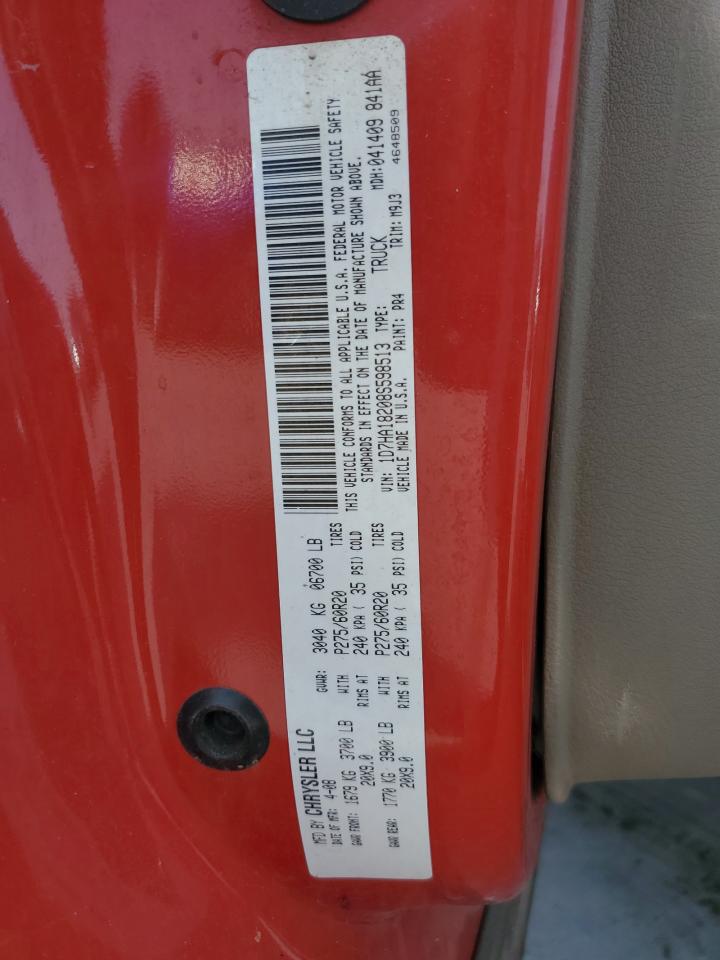 MFD BY CHRYSLER LLC
DATE OF MFR: 4-08 GVWR: 3040 KG 06700 LB
GAWR FRONT: 1679 KG 3700 LB WITH P275/60R20 TIRES
20X9.0 RIMS AT 240 KPA ( 35 PSI) COLD
GAWR REAR: 1770 KG 3900 LB WITH P275/60R20 TIRES
20X9.0 RIMS AT 240 KPA ( 35 PSI) COLD
THIS VEHICLE CONFORMS TO ALL APPLICABLE U.S.A. FEDERAL MOTOR VEHICLE SAFETY
STANDARDS IN EFFECT ON THE DATE OF MANUFACTURE SHOWN ABOVE.
VIN: 1D7HA18208S598513 TYPE: TRUCK MDH:041409 841AA
VEHICLE MADE IN U.S.A. PAINT: PR4 TRIM: M9J3 4648509